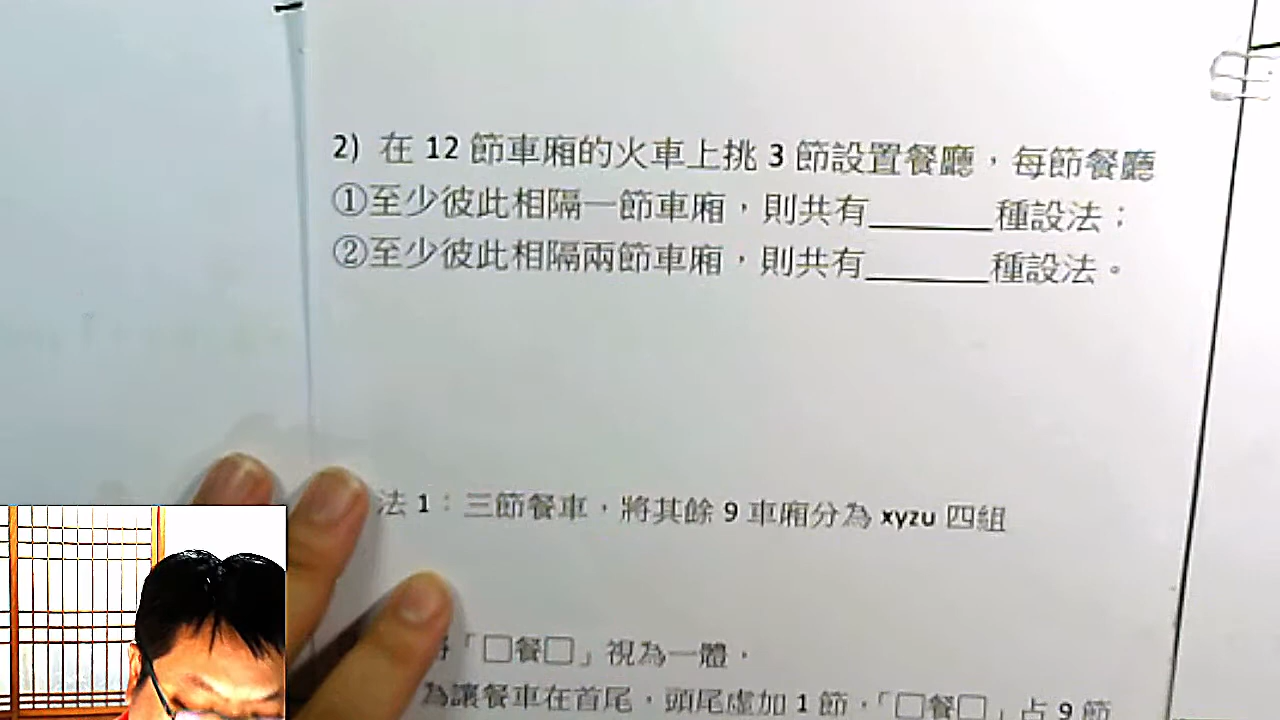 2) 在 12 節車廂的火車上挑 3 節設置餐廳，每節餐廳
①至少彼此相隔一節車廂，則共有______種設法；
②至少彼此相隔兩節車廂，則共有______種設法。
法 1：三節餐車，將其餘 9 車廂分為 xyzu 四組
「□餐□」視為一體，
為讓餐車在首尾，頭尾虛加 1 節，「□餐□」占 9 節